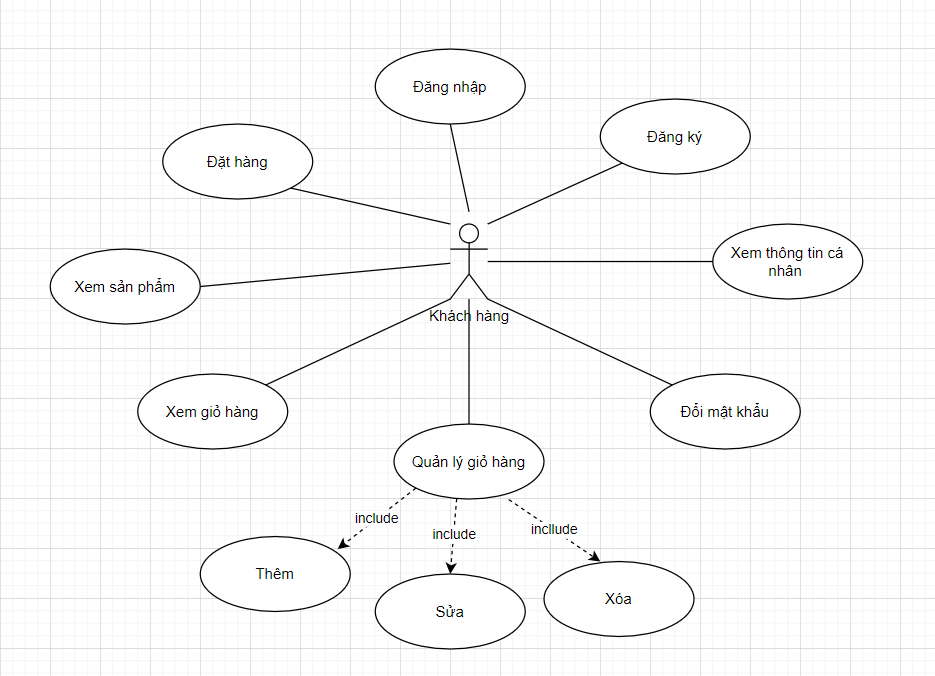 Đăng nhập
Đăng ký
Đặt hàng
Xem thông tin cá
nhân
Xem sản phẩm
Khách hàng
Xem giỏ hàng
Đổi mật khẩu
Quản lý giỏ hàng
include
include
incllude
Thêm
Sửa
Xóa